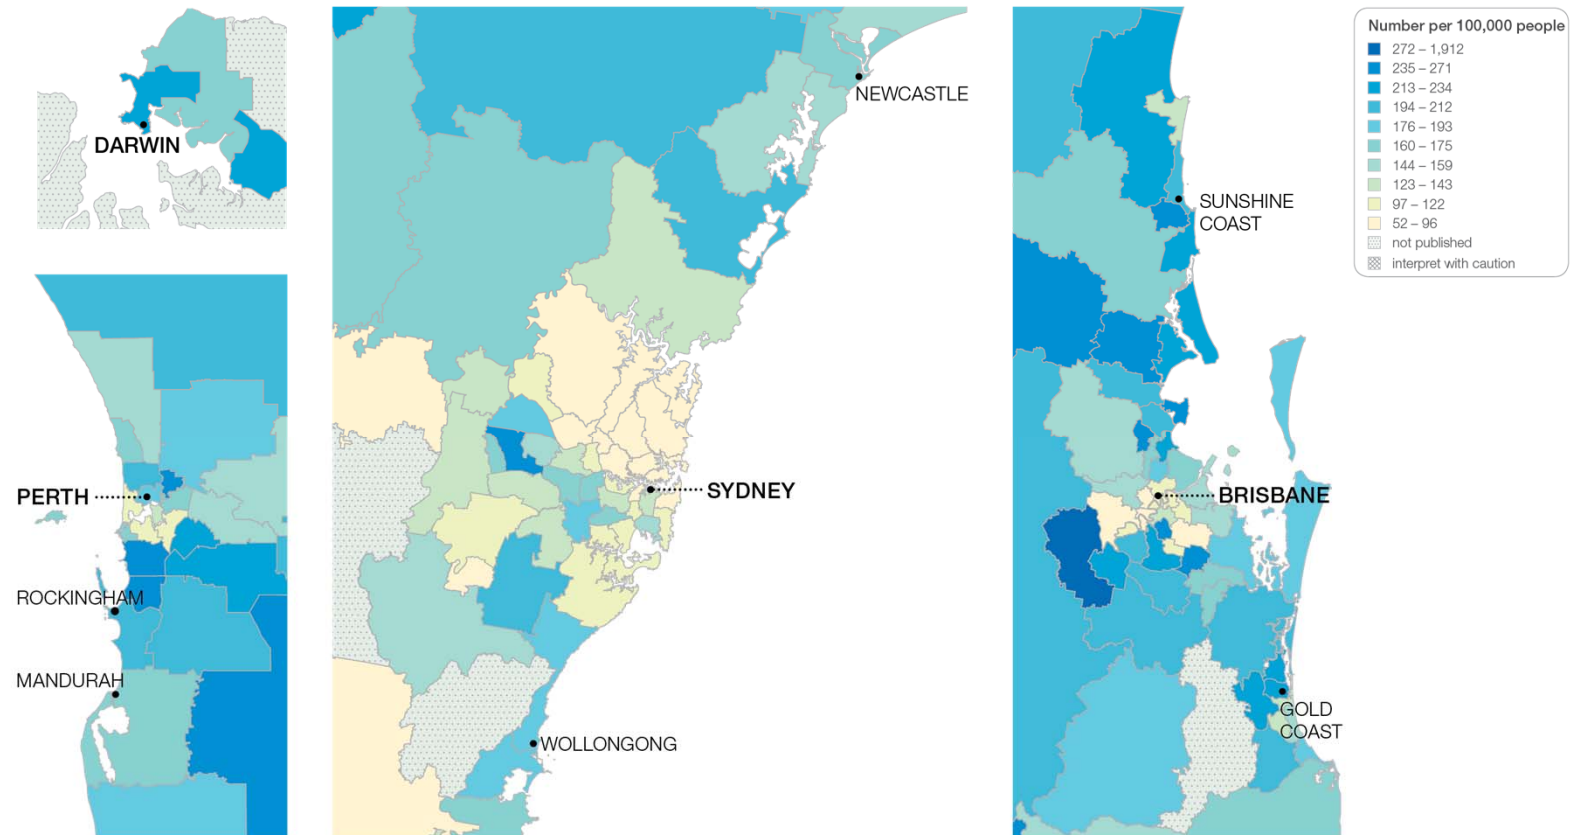 DARWIN
PERTH
ROCKINGHAM
MANDURAH
NEWCASTLE
SYDNEY
WOLLONGONG
SUNSHINE
COAST
BRISBANE
GOLD
COAST
Number per 100,000 people
272 – 1,912
235 – 271
213 – 234
194 – 212
176 – 193
160 – 175
144 – 159
123 – 143
97 – 122
52 – 96
not published
interpret with caution